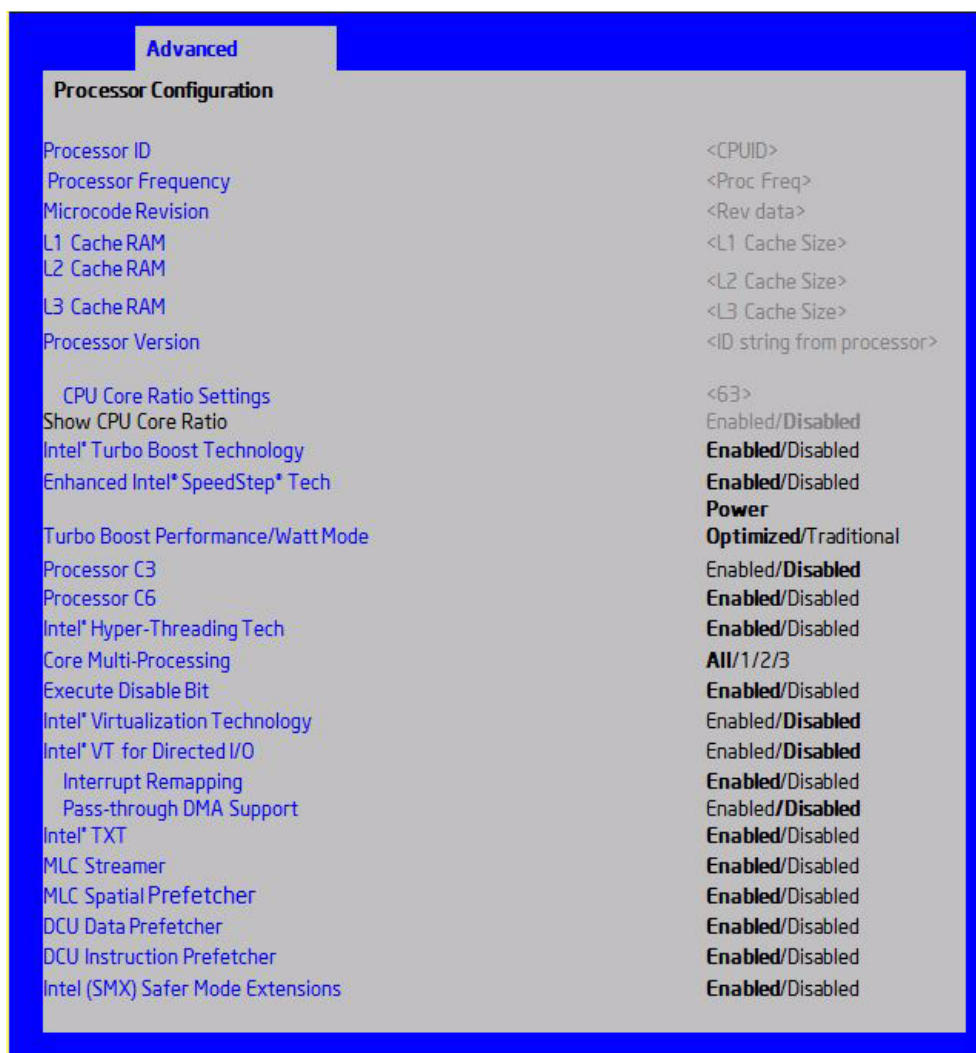 Advanced
Processor Configuration
Processor ID <CPUID>
Processor Frequency <Proc Freq>
Microcode Revision <Rev data>
L1 Cache RAM <L1 Cache Size>
L2 Cache RAM <L2 Cache Size>
L3 Cache RAM <L3 Cache Size>
Processor Version <ID string from processor>
CPU Core Ratio Settings <63>
Show CPU Core Ratio Enabled/Disabled
Intel® Turbo Boost Technology Enabled/Disabled
Enhanced Intel® SpeedStep® Tech Enabled/Disabled
Power
Turbo Boost Performance/Watt Mode Optimized/Traditional
Processor C3 Enabled/Disabled
Processor C6 Enabled/Disabled
Intel® Hyper-Threading Tech Enabled/Disabled
Core Multi-Processing All/1/2/3
Execute Disable Bit Enabled/Disabled
Intel® Virtualization Technology Enabled/Disabled
Intel® VT for Directed I/O Enabled/Disabled
Interrupt Remapping Enabled/Disabled
Pass-through DMA Support Enabled/Disabled
Intel® TXT Enabled/Disabled
MLC Streamer Enabled/Disabled
MLC Spatial Prefetcher Enabled/Disabled
DCU Data Prefetcher Enabled/Disabled
DCU Instruction Prefetcher Enabled/Disabled
Intel (SMX) Safer Mode Extensions Enabled/Disabled